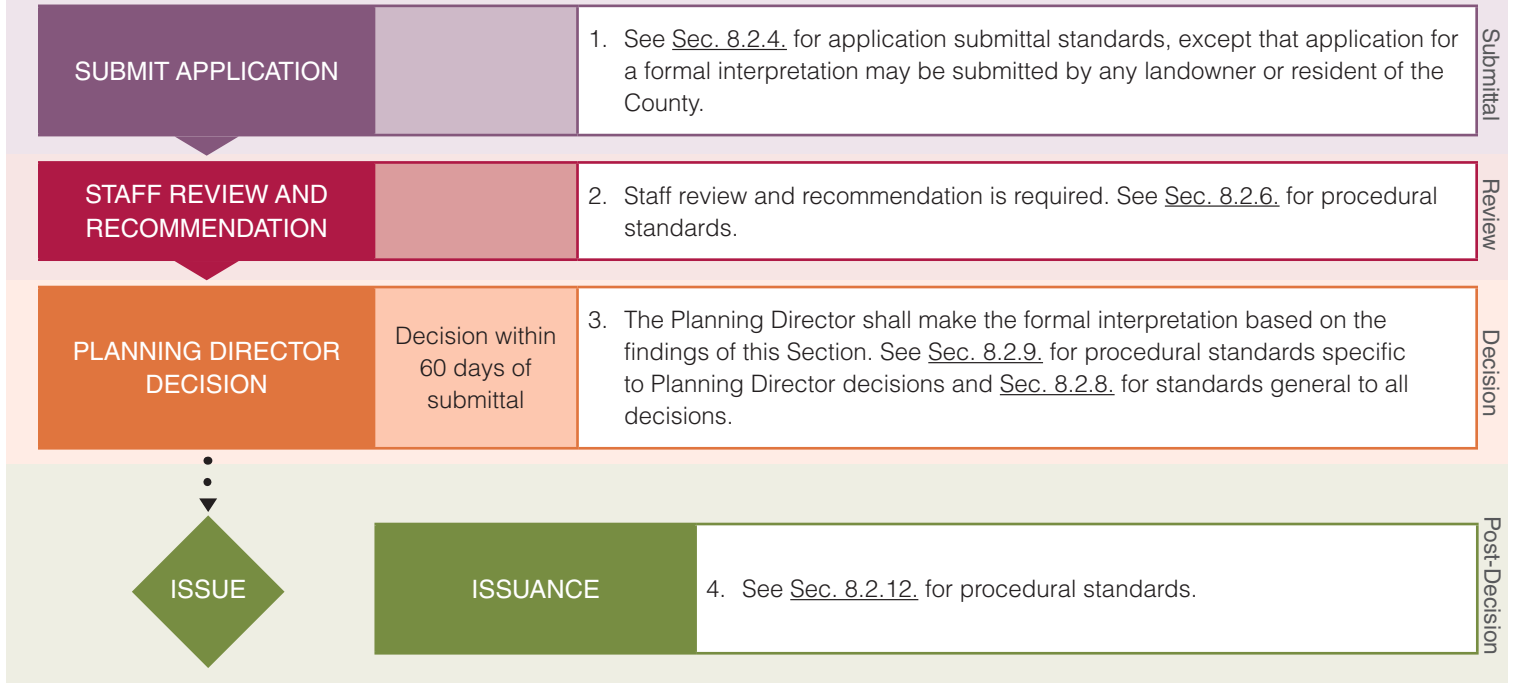 SUBMIT APPLICATION
1. See Sec. 8.2.4. for application submittal standards, except that application for
a formal interpretation may be submitted by any landowner or resident of the
County.
Submittal
STAFF REVIEW AND
RECOMMENDATION
2. Staff review and recommendation is required. See Sec. 8.2.6. for procedural
standards.
Review
PLANNING DIRECTOR
DECISION
Decision within
60 days of
submittal
3. The Planning Director shall make the formal interpretation based on the
findings of this Section. See Sec. 8.2.9. for procedural standards specific
to Planning Director decisions and Sec. 8.2.8. for standards general to all
decisions.
Decision
ISSUE
ISSUANCE
4. See Sec. 8.2.12. for procedural standards.
Post-Decision